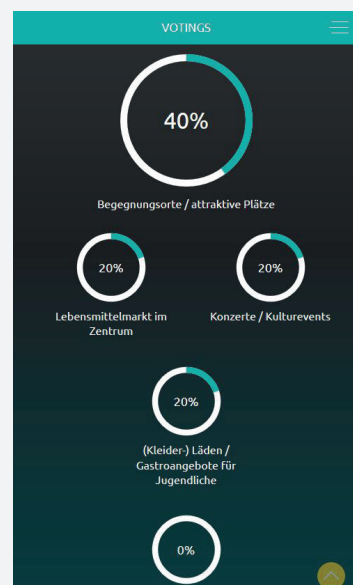 VOTINGS
40%
Begegnungsorte / attraktive Plätze
20%
Lebensmittelmarkt im
Zentrum
20%
Konzerte / Kulturevents
20%
(Kleider-) Läden /
Gastroangebote für
Jugendliche
0%